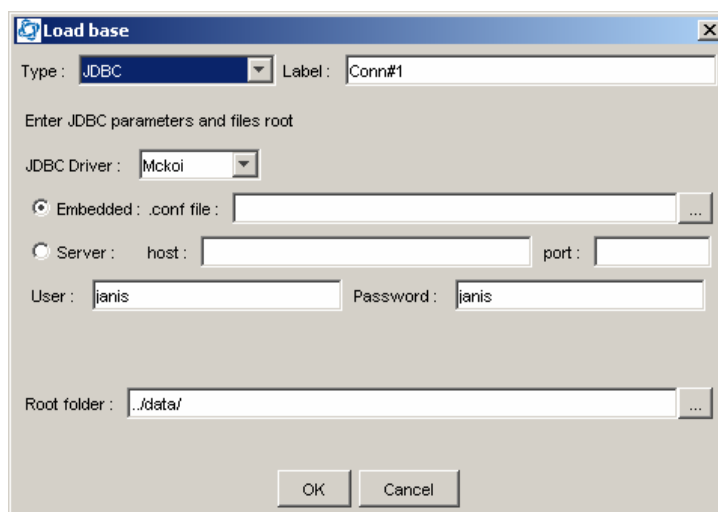 Load base
Type : JDBC Label : Conn#1
Enter JDBC parameters and files root
JDBC Driver : Mckoi
Embedded : .conf file : ...
Server : host : port :
User : janis Password : janis
Root folder : ../data/ ...
OK Cancel